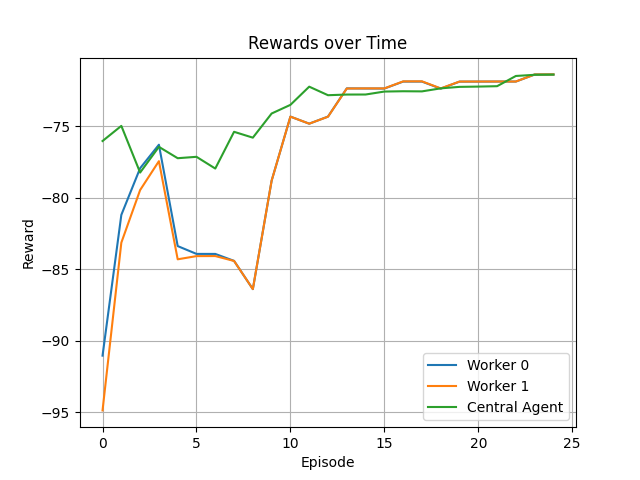 Rewards over Time
Reward
−75
−80
−85
−90
−95
0 5 10 15 20 25
Episode
Worker 0
Worker 1
Central Agent